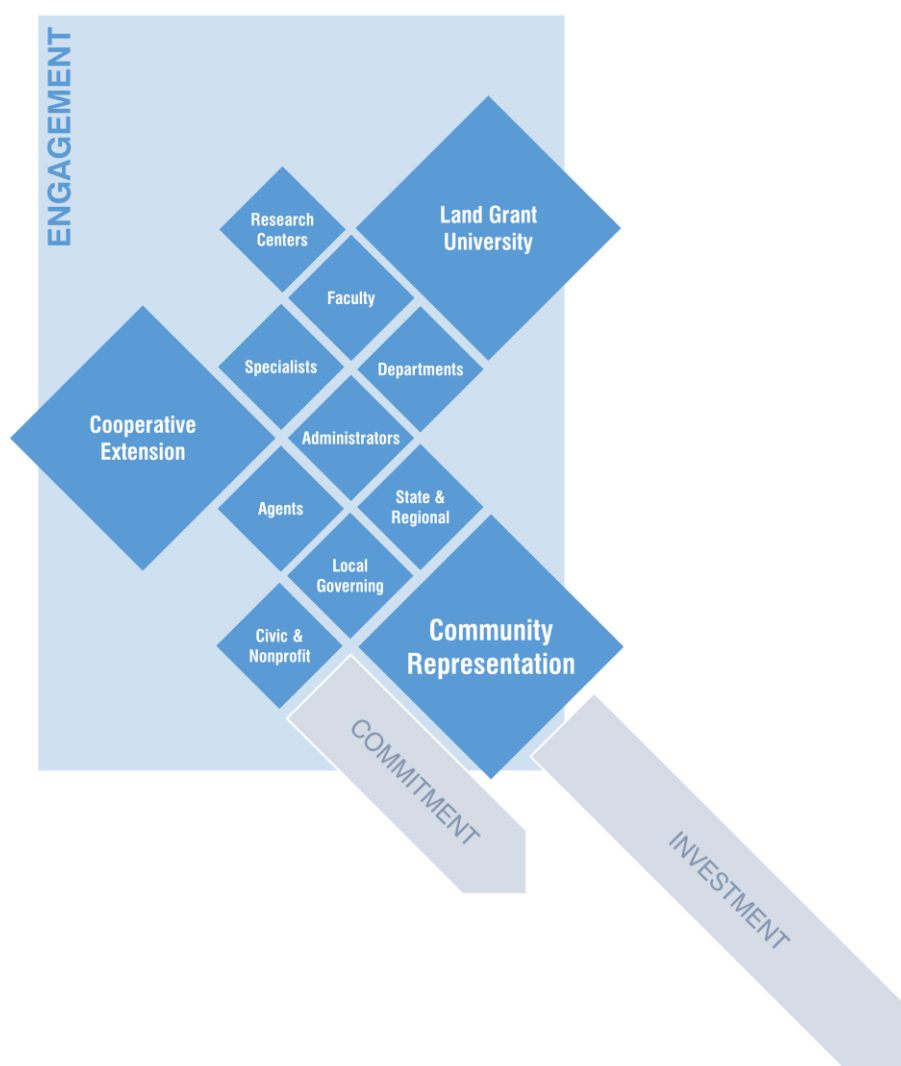 ENGAGEMENT
Land Grant
University
Research
Centers
Faculty
Specialists
Departments
Cooperative
Extension
Administrators
Agents
State &
Regional
Local
Governing
Civic &
Nonprofit
Community
Representation
COMMITMENT
INVESTMENT